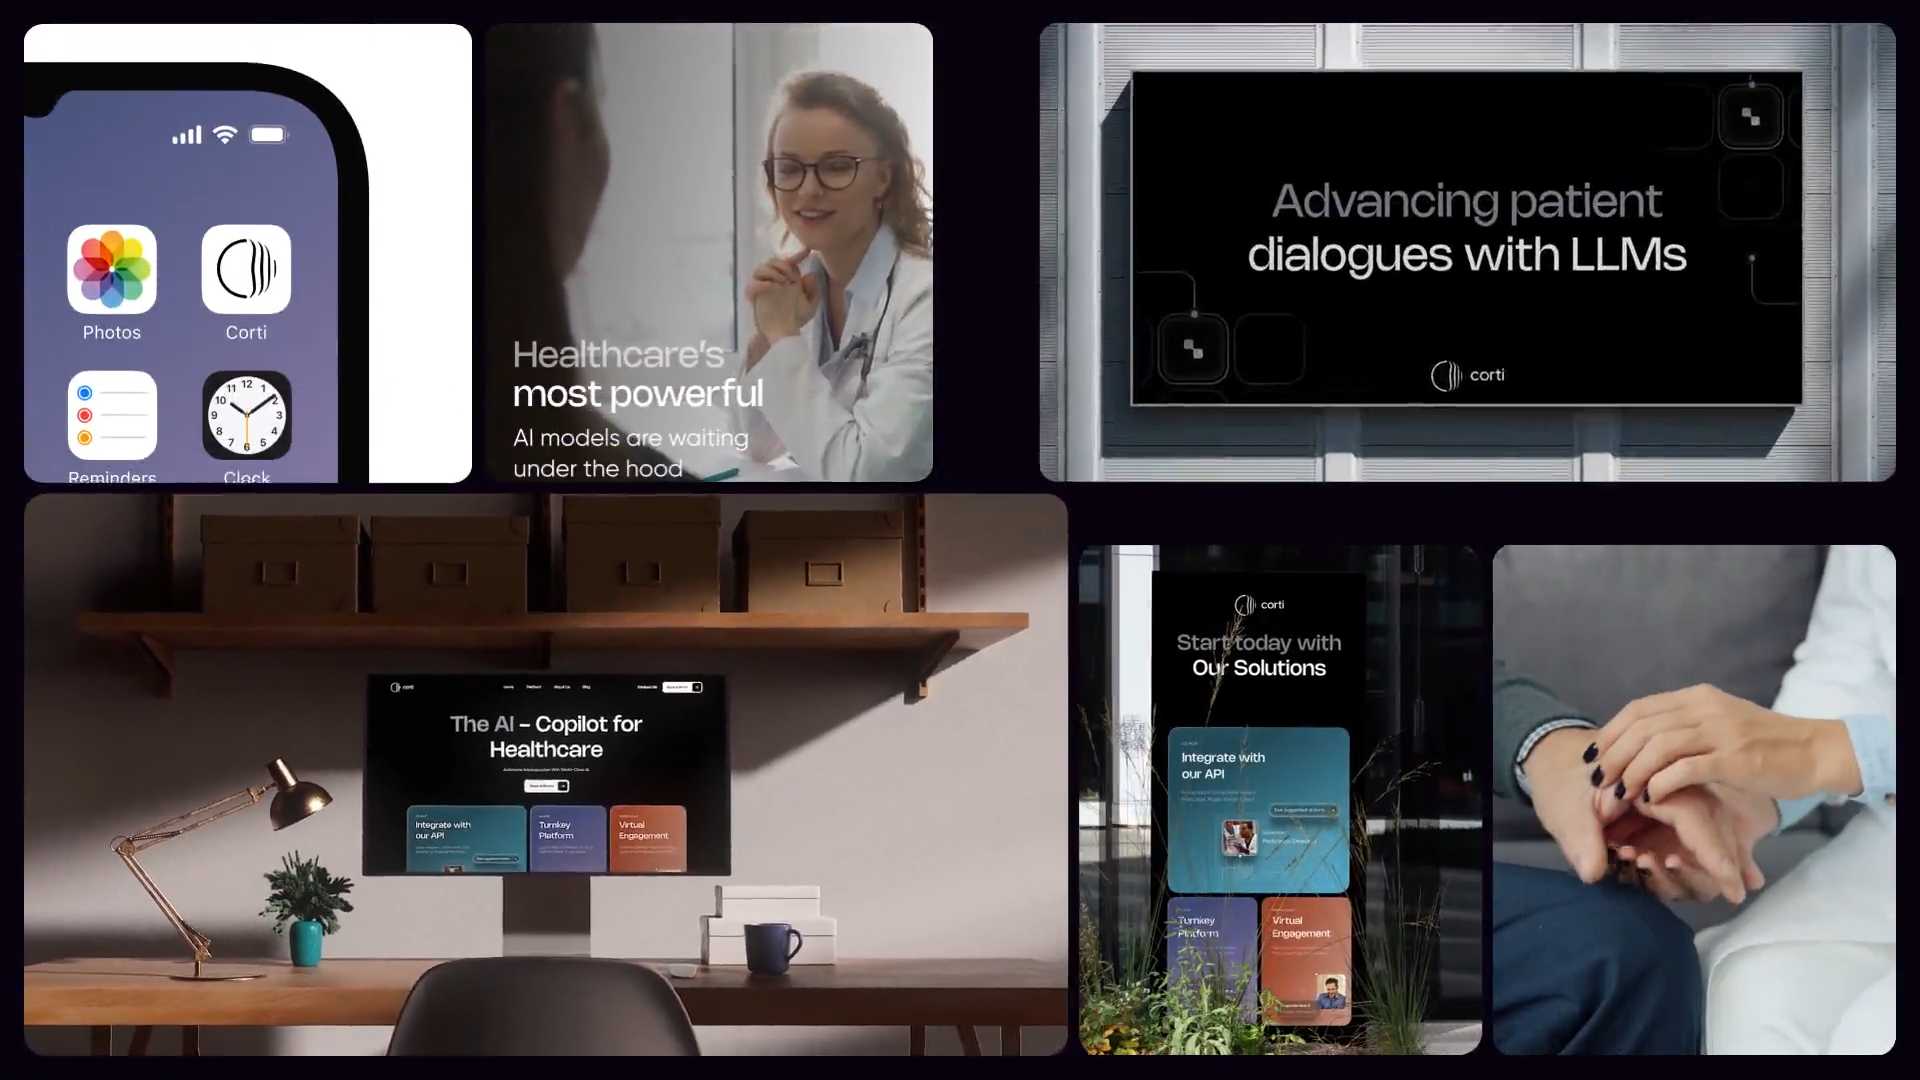 Photos
Corti
Reminders
Clock
Healthcare's
most powerful
AI models are waiting
under the hood
Advancing patient
dialogues with LLMs
corti
corti
The AI – Copilot for
Healthcare
Integrate with
our API
Turnkey
Platform
Virtual
Engagement
corti
Start today with
Our Solutions
Integrate with
our API
Turnkey
Platform
Virtual
Engagement